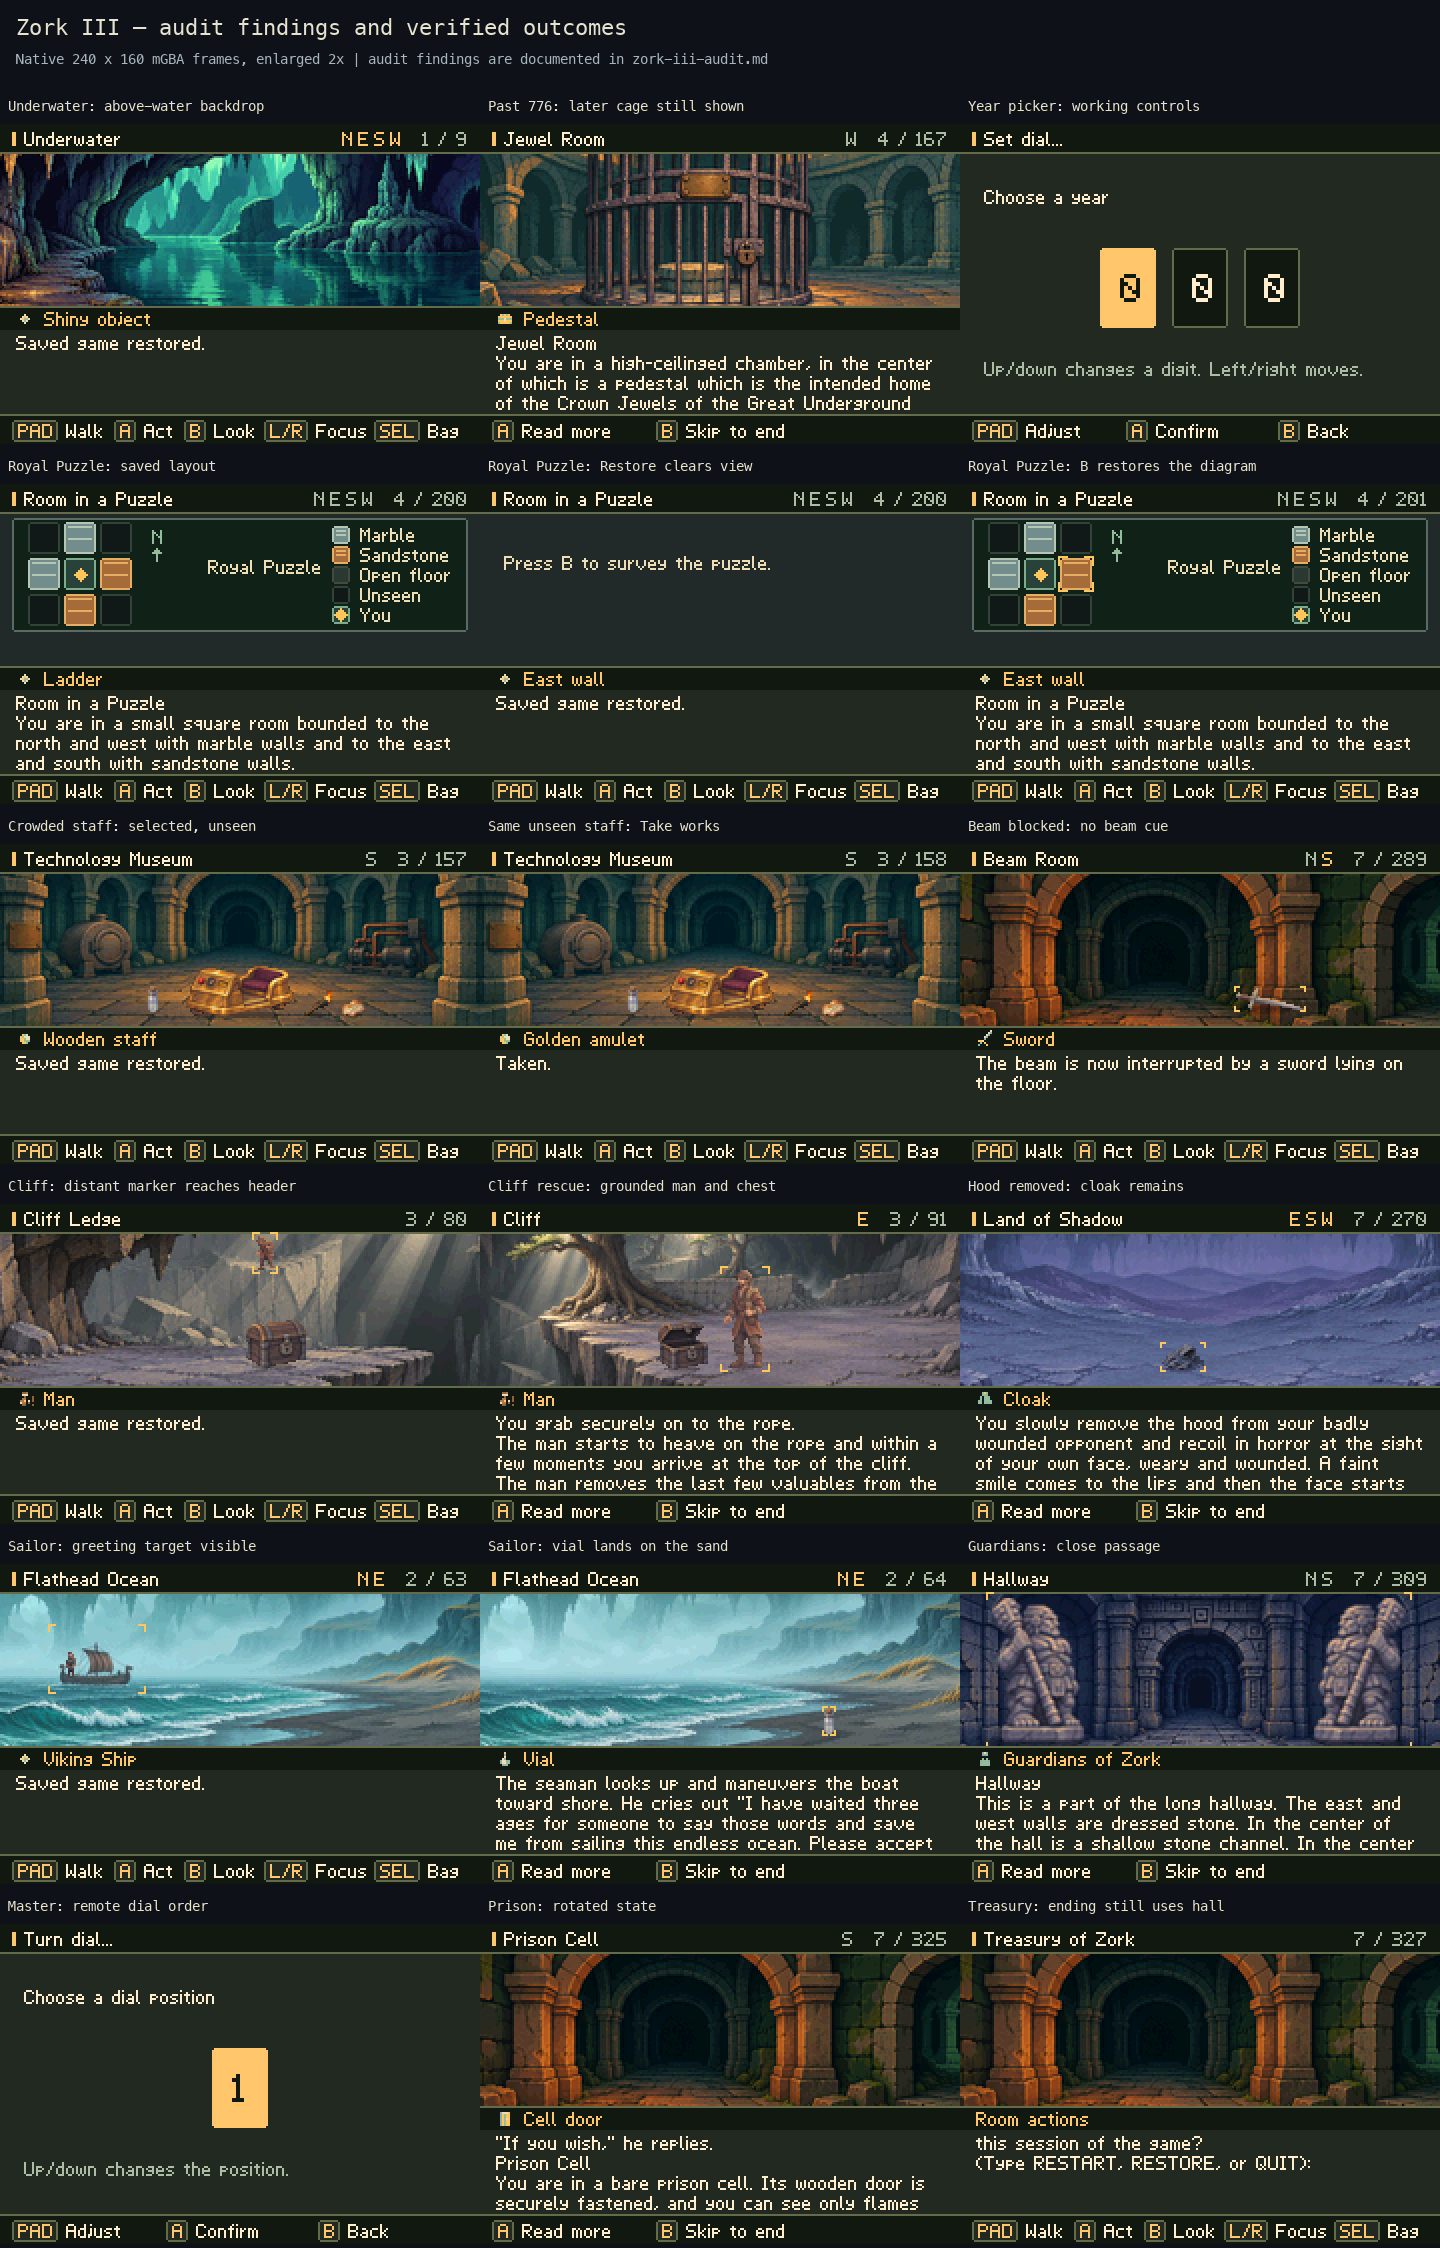 Zork III — audit findings and verified outcomes
Native 240 x 160 mGBA frames, enlarged 2x | audit findings are documented in zork-iii-audit.md
Underwater: above-water backdrop
Underwater NESW 1 / 9
Shiny object
Saved game restored.
PAD Walk A Act B Look L/R Focus SEL Bag
Past 776: later cage still shown
Jewel Room W 4 / 167
Pedestal
Jewel Room
You are in a high-ceilinged chamber, in the center
of which is a pedestal which is the intended home
of the Crown Jewels of the Great Underground
A Read more B Skip to end
Year picker: working controls
Set dial...
Choose a year
0 0 0
Up/down changes a digit. Left/right moves.
PAD Adjust A Confirm B Back
Royal Puzzle: saved layout
Room in a Puzzle NESW 4 / 200
N
Royal Puzzle
Marble
Sandstone
Open floor
Unseen
You
Ladder
Room in a Puzzle
You are in a small square room bounded to the
north and west with marble walls and to the east
and south with sandstone walls.
PAD Walk A Act B Look L/R Focus SEL Bag
Royal Puzzle: Restore clears view
Room in a Puzzle NESW 4 / 200
Press B to survey the puzzle.
East wall
Saved game restored.
PAD Walk A Act B Look L/R Focus SEL Bag
Royal Puzzle: B restores the diagram
Room in a Puzzle NESW 4 / 201
N
Royal Puzzle
Marble
Sandstone
Open floor
Unseen
You
East wall
Room in a Puzzle
You are in a small square room bounded to the
north and west with marble walls and to the east
and south with sandstone walls.
PAD Walk A Act B Look L/R Focus SEL Bag
Crowded staff: selected, unseen
Technology Museum S 3 / 157
Wooden staff
Saved game restored.
PAD Walk A Act B Look L/R Focus SEL Bag
Same unseen staff: Take works
Technology Museum S 3 / 158
Golden amulet
Taken.
PAD Walk A Act B Look L/R Focus SEL Bag
Beam blocked: no beam cue
Beam Room NS 7 / 289
Sword
The beam is now interrupted by a sword lying on
the floor.
PAD Walk A Act B Look L/R Focus SEL Bag
Cliff: distant marker reaches header
Cliff Ledge 3 / 80
Man
Saved game restored.
PAD Walk A Act B Look L/R Focus SEL Bag
Cliff rescue: grounded man and chest
Cliff E 3 / 91
Man
You grab securely on to the rope.
The man starts to heave on the rope and within a
few moments you arrive at the top of the cliff.
The man removes the last few valuables from the
A Read more B Skip to end
Hood removed: cloak remains
Land of Shadow ESW 7 / 270
Cloak
You slowly remove the hood from your badly
wounded opponent and recoil in horror at the sight
of your own face, weary and wounded. A faint
smile comes to the lips and then the face starts
A Read more B Skip to end
Sailor: greeting target visible
Flathead Ocean NE 2 / 63
Viking Ship
Saved game restored.
PAD Walk A Act B Look L/R Focus SEL Bag
Sailor: vial lands on the sand
Flathead Ocean NE 2 / 64
Vial
The seaman looks up and maneuvers the boat
toward shore. He cries out "I have waited three
ages for someone to say those words and save
me from sailing this endless ocean. Please accept
A Read more B Skip to end
Guardians: close passage
Hallway NS 7 / 309
Guardians of Zork
Hallway
This is a part of the long hallway. The east and
west walls are dressed stone. In the center of
the hall is a shallow stone channel. In the center
A Read more B Skip to end
Master: remote dial order
Turn dial...
Choose a dial position
1
Up/down changes the position.
PAD Adjust A Confirm B Back
Prison: rotated state
Prison Cell S 7 / 325
Cell door
"If you wish," he replies.
Prison Cell
You are in a bare prison cell. Its wooden door is
securely fastened, and you can see only flames
A Read more B Skip to end
Treasury: ending still uses hall
Treasury of Zork 7 / 327
Room actions
this session of the game?
(Type RESTART, RESTORE, or QUIT):
PAD Walk A Act B Look L/R Focus SEL Bag